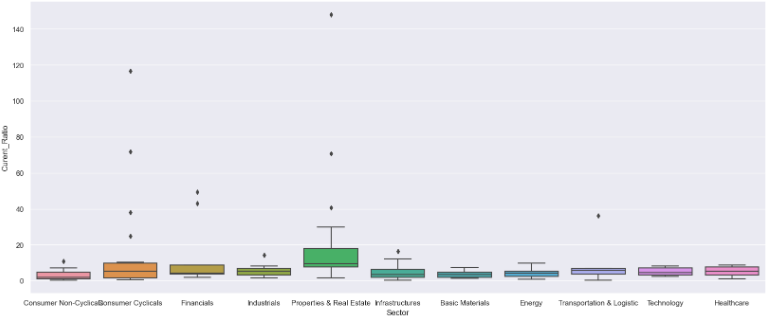 140
120
100
80
60
40
20
0
Current_Ratio
Consumer Non-Cyclicals Consumer Cyclicals Financials Industrials Properties & Real Estate Infrastructures Basic Materials Energy Transportation & Logistic Technology Healthcare
Sector